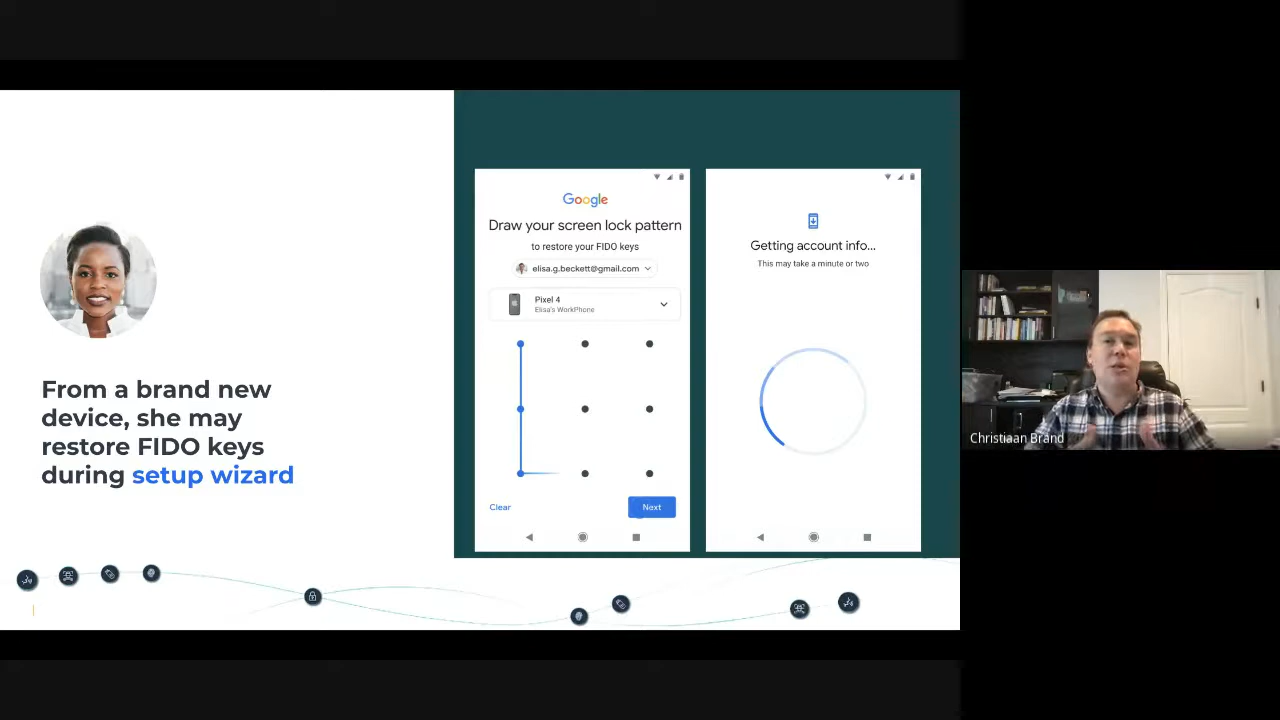 From a brand new
device, she may
restore FIDO keys
during setup wizard
Google
Draw your screen lock pattern
to restore your FIDO keys
elisa.g.beckett@gmail.com
Pixel 4
Elisa's WorkPhone
Clear
Next
Getting account info...
This may take a minute or two
Christiaan Brand